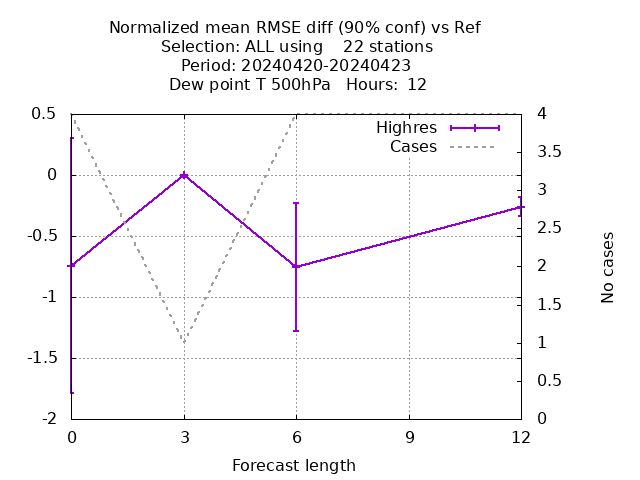 Normalized mean RMSE diff (90% conf) vs Ref
Selection: ALL using    22 stations
Period: 20240420-20240423
Dew point T 500hPa   Hours:  12
0.5
0
-0.5
-1
-1.5
-2
Highres
Cases
4
3.5
3
2.5
2
1.5
1
0.5
0
No cases
0 3 6 9 12
Forecast length